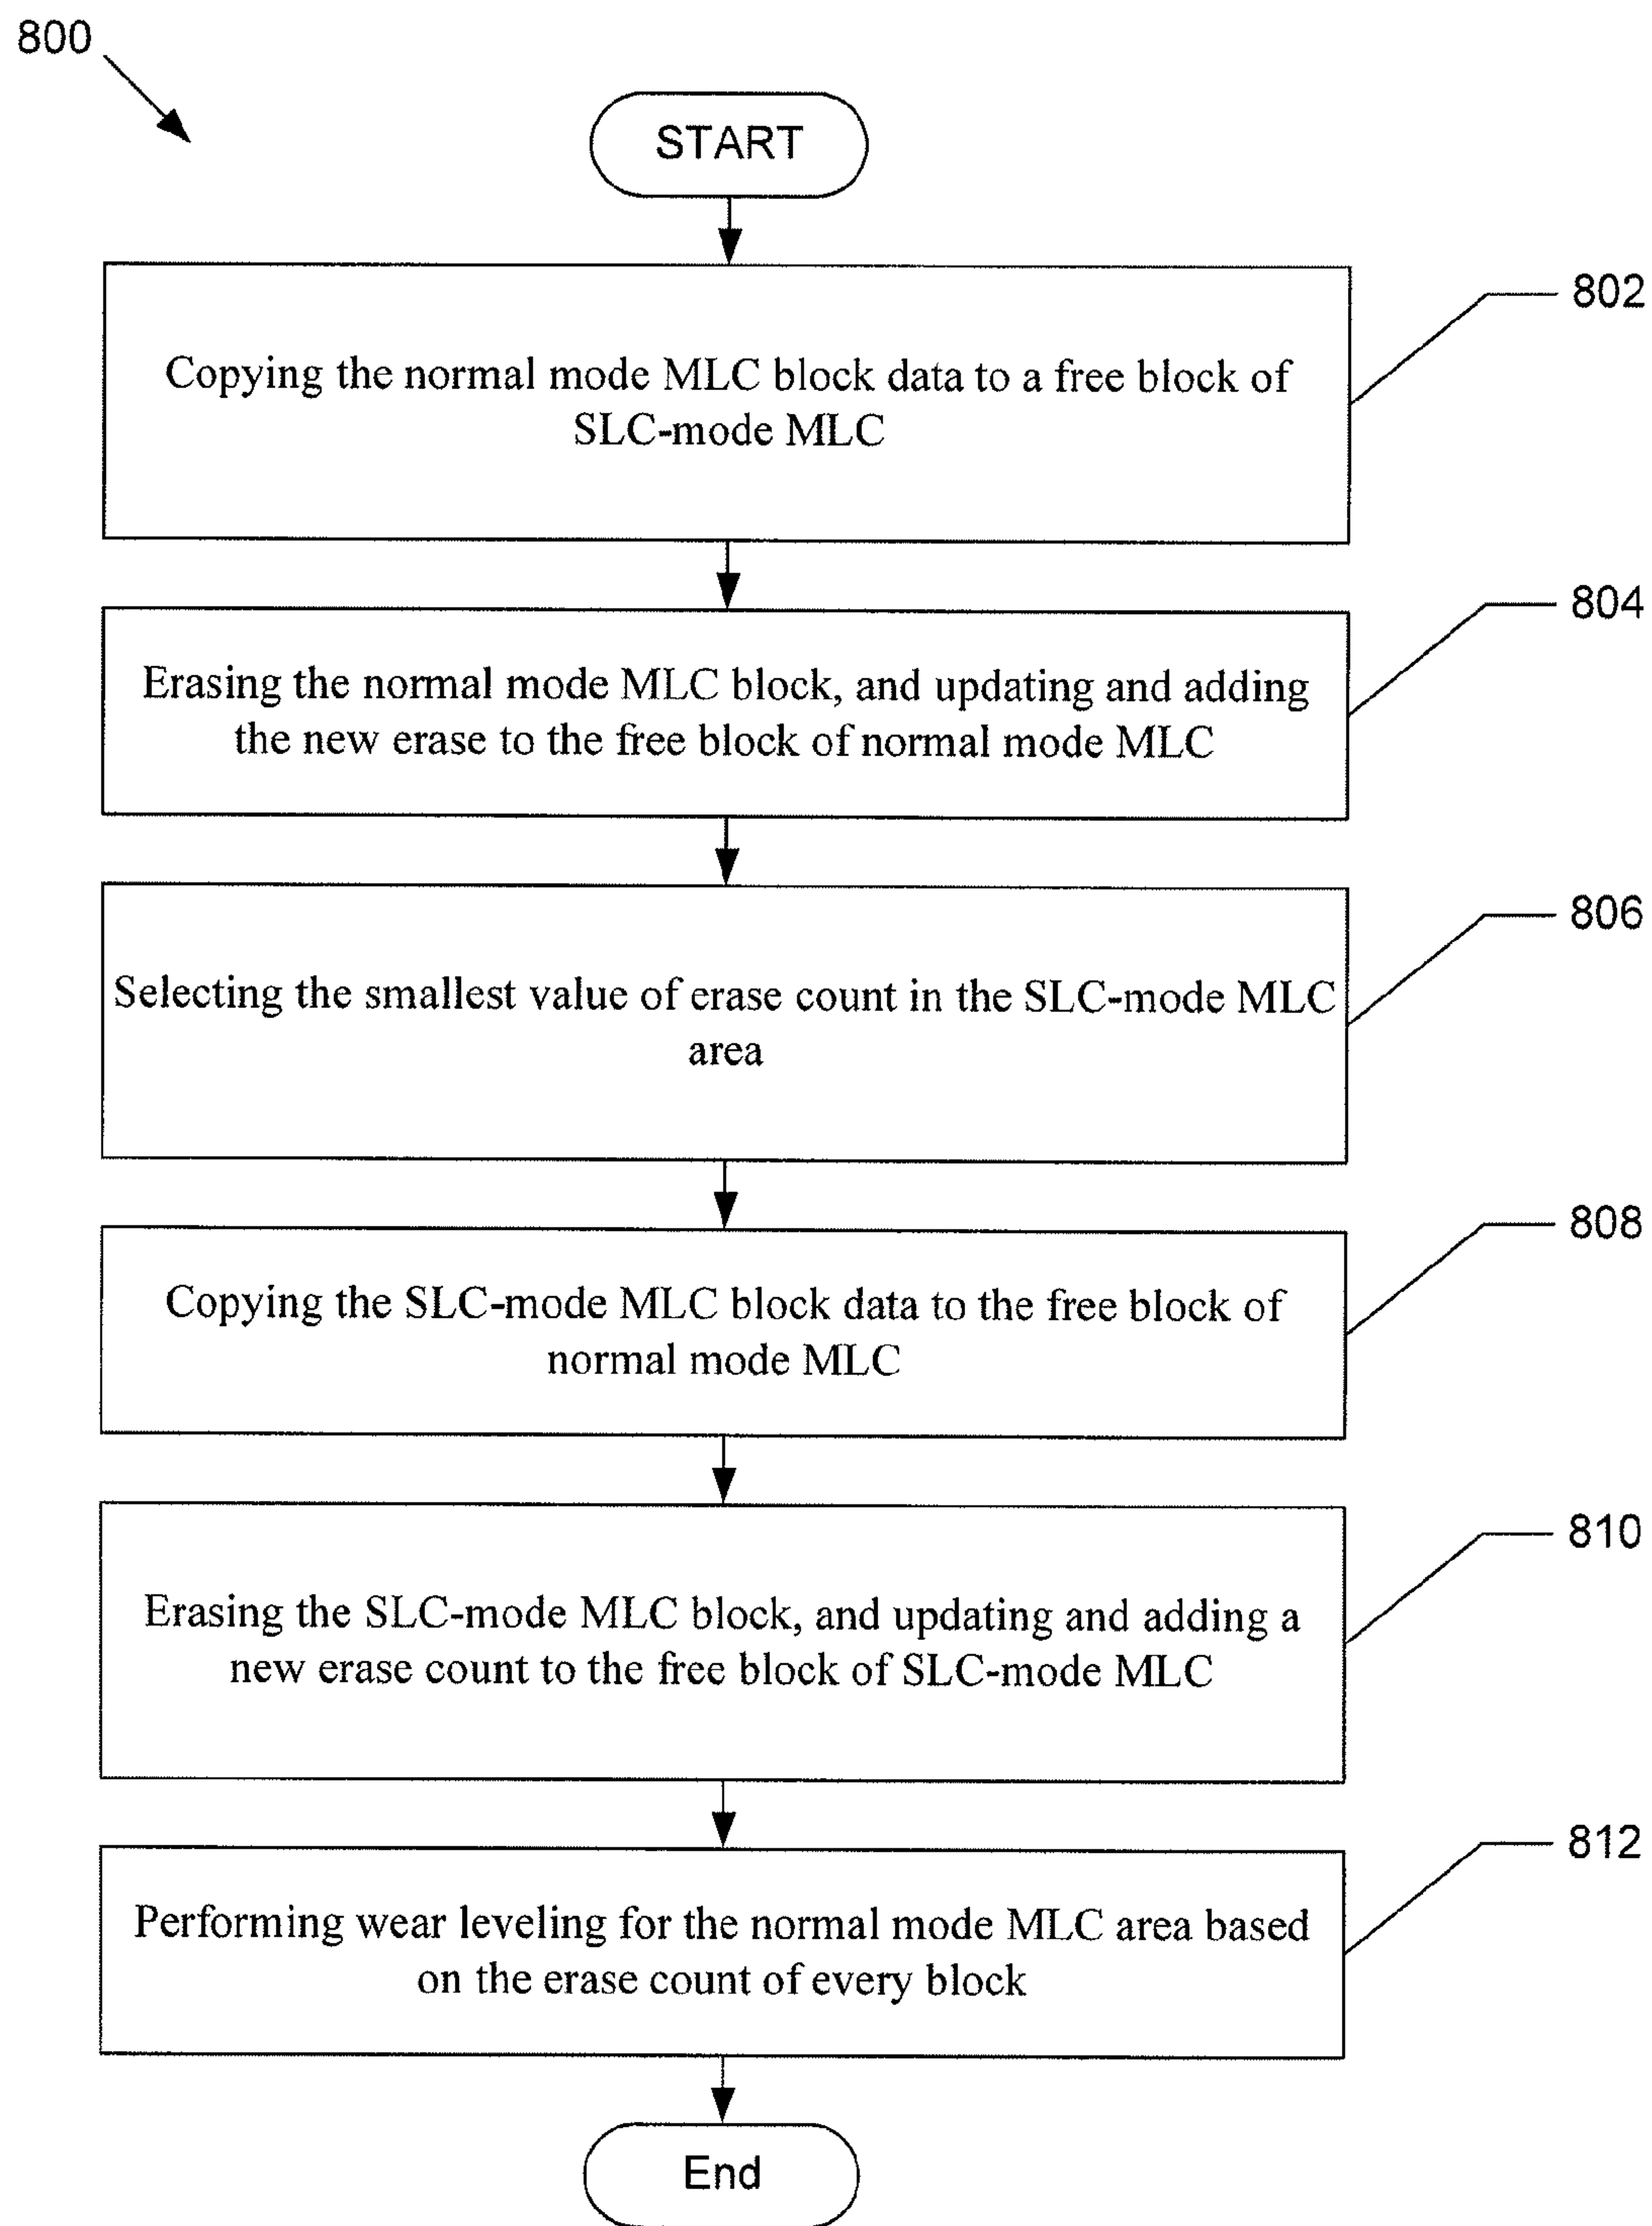 800
START
802
Copying the normal mode MLC block data to a free block of
SLC-mode MLC
804
Erasing the normal mode MLC block, and updating and adding
the new erase to the free block of normal mode MLC
806
Selecting the smallest value of erase count in the SLC-mode MLC
area
808
Copying the SLC-mode MLC block data to the free block of
normal mode MLC
810
Erasing the SLC-mode MLC block, and updating and adding a
new erase count to the free block of SLC-mode MLC
812
Performing wear leveling for the normal mode MLC area based
on the erase count of every block
End